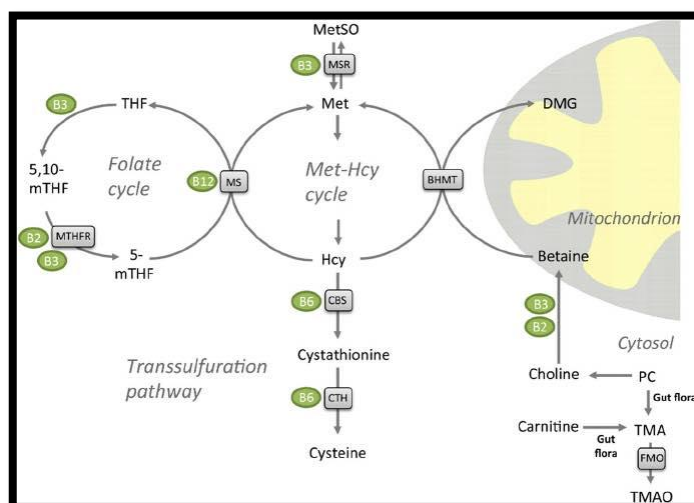 MetSO
B3
MSR
B3
THF
Met
DMG
5,10-
mTHF
Folate
cycle
B12
MS
Met-Hcy
cycle
BHMT
B2
MTHFR
B3
5-
mTHF
Mitochondrion
Hcy
Betaine
B6
CBS
B3
B2
Cytosol
Cystathionine
Transsulfuration
pathway
Choline
PC
B6
CTH
Gut flora
Carnitine
Gut
flora
TMA
Cysteine
FMO
TMAO